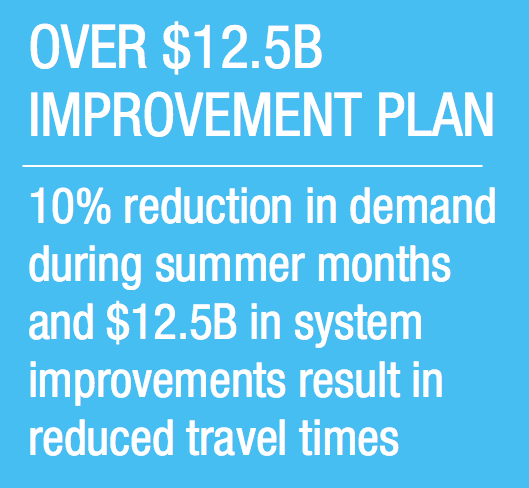 OVER $12.5B
IMPROVEMENT PLAN
10% reduction in demand
during summer months
and $12.5B in system
improvements result in
reduced travel times